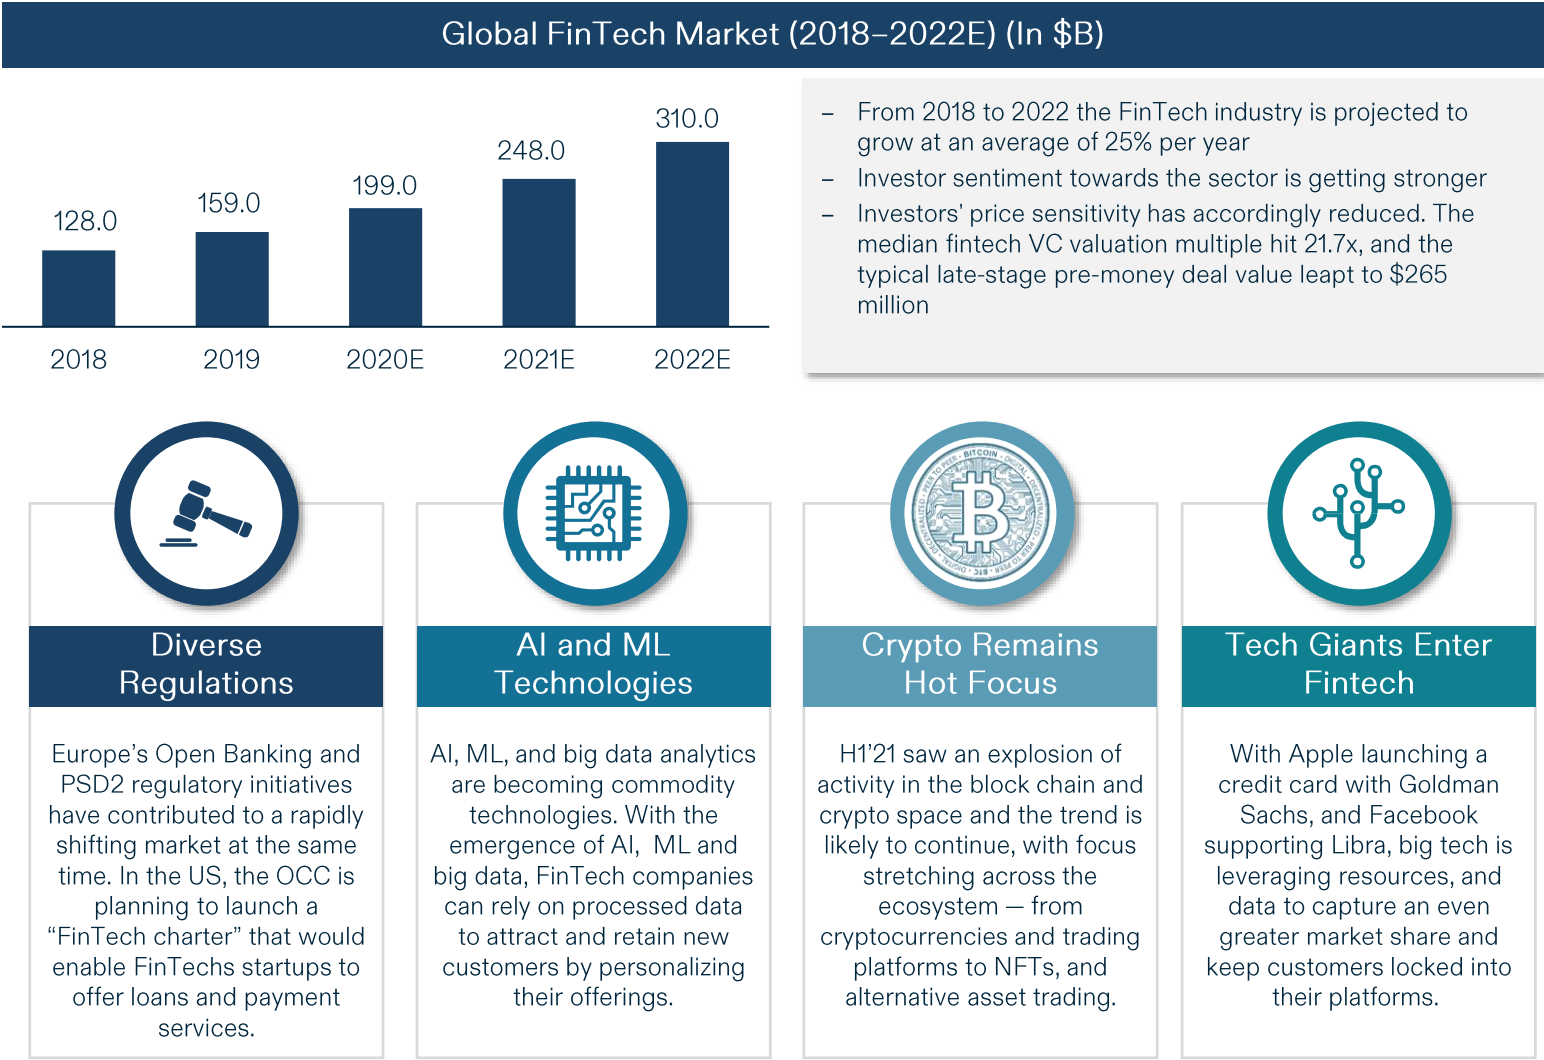 Global FinTech Market (2018–2022E) (In $B)
128.0
159.0
199.0
248.0
310.0
2018
2019
2020E
2021E
2022E
– From 2018 to 2022 the FinTech industry is projected to
grow at an average of 25% per year
– Investor sentiment towards the sector is getting stronger
– Investors' price sensitivity has accordingly reduced. The
median fintech VC valuation multiple hit 21.7x, and the
typical late-stage pre-money deal value leapt to $265
million
Diverse
Regulations
Europe’s Open Banking and
PSD2 regulatory initiatives
have contributed to a rapidly
shifting market at the same
time. In the US, the OCC is
planning to launch a
“FinTech charter” that would
enable FinTechs startups to
offer loans and payment
services.
AI and ML
Technologies
AI, ML, and big data analytics
are becoming commodity
technologies. With the
emergence of AI,  ML and
big data, FinTech companies
can rely on processed data
to attract and retain new
customers by personalizing
their offerings.
BITCOIN · DIGITAL · DECENTRALIZED · PEER TO PEER · BTC · DIGITAL · DECENTRALIZED · PEER TO PEER ·
Crypto Remains
Hot Focus
H1’21 saw an explosion of
activity in the block chain and
crypto space and the trend is
likely to continue, with focus
stretching across the
ecosystem — from
cryptocurrencies and trading
platforms to NFTs, and
alternative asset trading.
Tech Giants Enter
Fintech
With Apple launching a
credit card with Goldman
Sachs, and Facebook
supporting Libra, big tech is
leveraging resources, and
data to capture an even
greater market share and
keep customers locked into
their platforms.